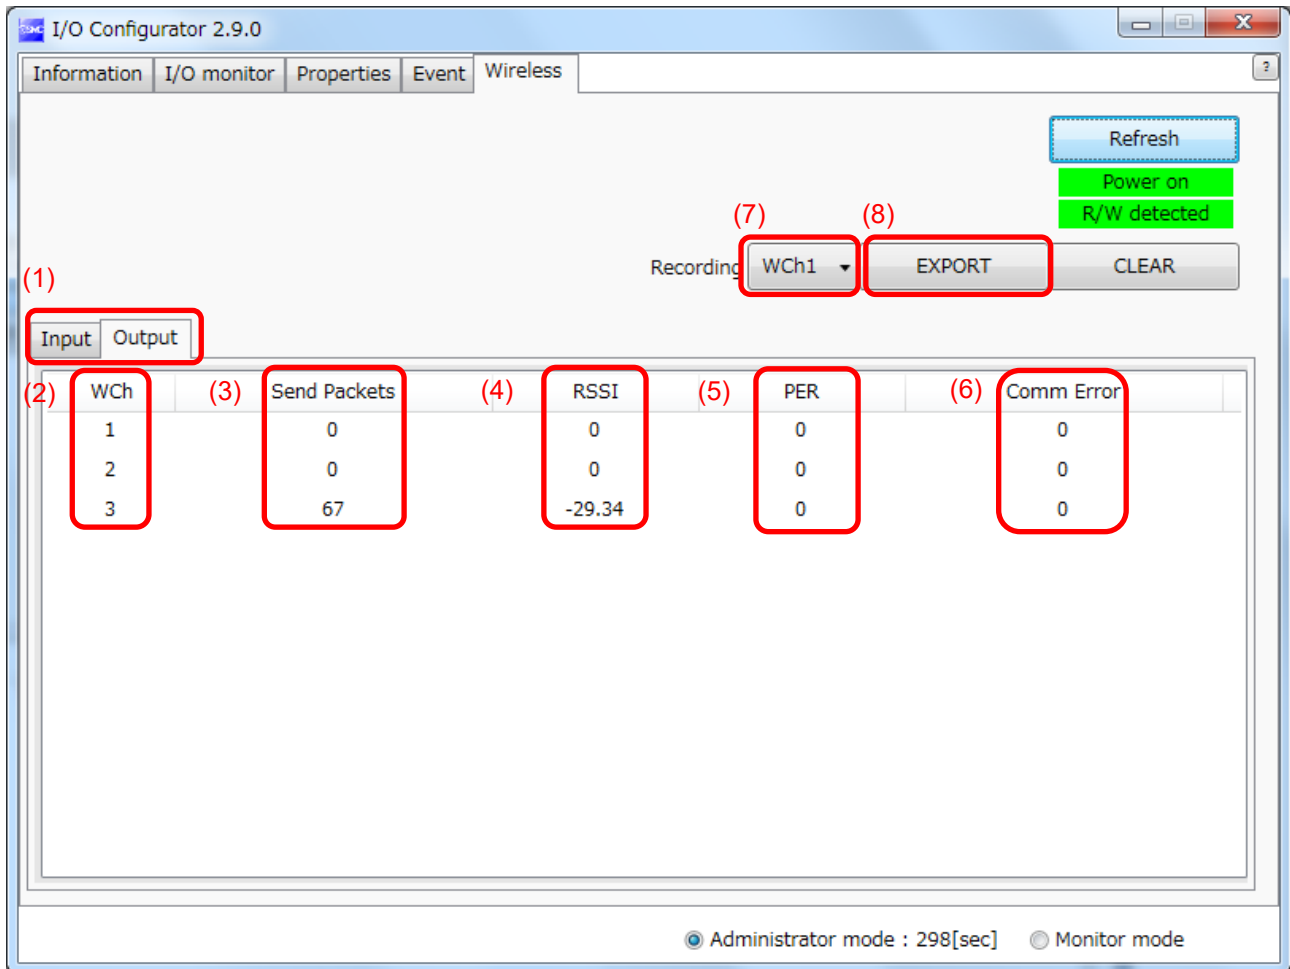 I/O Configurator 2.9.0
Information I/O monitor Properties Event Wireless ?
Refresh
Power on
R/W detected
(7) (8)
Recording WCh1 EXPORT CLEAR
(1)
Input Output
(2) WCh (3) Send Packets (4) RSSI (5) PER (6) Comm Error
1 0 0 0 0
2 0 0 0 0
3 67 -29.34 0 0
Administrator mode : 298[sec] Monitor mode